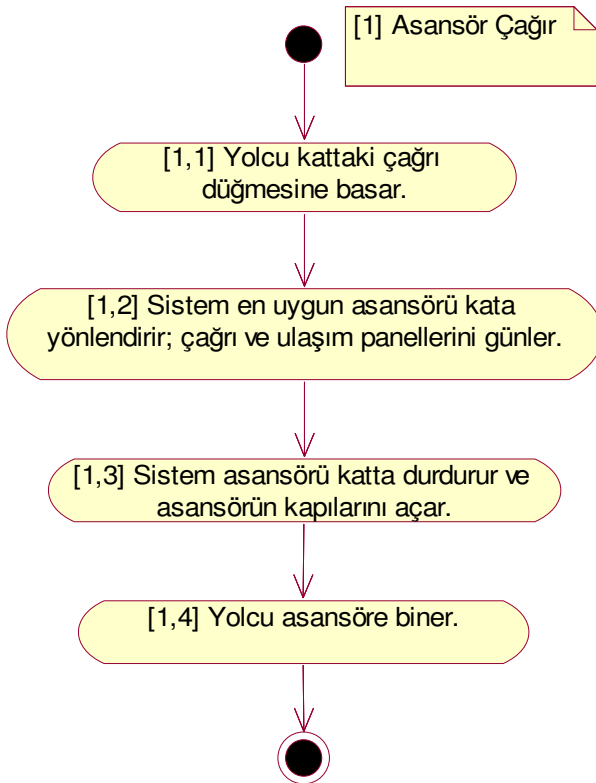 [1] Asansör Çağır
[1,1] Yolcu kattaki çağrı
düğmesine basar.
[1,2] Sistem en uygun asansörü kata
yönlendirir; çağrı ve ulaşım panellerini günler.
[1,3] Sistem asansörü katta durdurur ve
asansörün kapılarını açar.
[1,4] Yolcu asansöre biner.